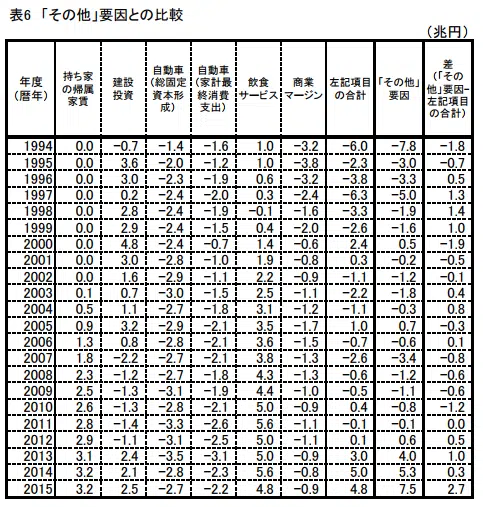 表6 「その他」要因との比較
(兆円)
年度
(暦年)
持ち家
の帰属
家賃
建設
投資
自動車
(総固定
資本形
成)
自動車
(家計最
終消費
支出)
飲食
サービス
商業
マージン
左記項目
の合計
「その他」
要因
差
(「その
他」要因-
左記項目
の合計)
1994 0.0 -0.7 -1.4 -1.6 1.0 -3.2 -6.0 -7.8 -1.8
1995 0.0 3.6 -2.0 -1.2 1.0 -3.8 -2.3 -3.0 -0.7
1996 0.0 3.0 -2.3 -1.9 0.6 -3.2 -3.8 -3.3 0.5
1997 0.0 0.2 -2.4 -2.0 0.3 -2.4 -6.3 -5.0 1.3
1998 0.0 2.8 -2.4 -1.9 -0.1 -1.6 -3.3 -1.9 1.4
1999 0.0 2.9 -2.4 -1.5 0.4 -2.0 -2.6 -1.6 1.0
2000 0.0 4.8 -2.4 -0.7 1.4 -0.6 2.4 0.5 -1.9
2001 0.0 3.0 -2.8 -1.0 1.9 -0.8 0.3 -0.2 -0.5
2002 0.0 1.6 -2.9 -1.1 2.2 -0.9 -1.1 -1.2 -0.1
2003 0.1 0.7 -3.0 -1.5 2.5 -1.1 -2.2 -1.8 0.4
2004 0.5 1.1 -2.7 -1.8 3.1 -1.2 -1.1 -0.3 0.8
2005 0.9 3.2 -2.9 -2.1 3.5 -1.7 1.0 0.7 -0.3
2006 1.3 0.8 -2.8 -2.1 3.6 -1.5 -0.7 -0.6 0.1
2007 1.8 -2.2 -2.7 -2.1 3.8 -1.3 -2.6 -3.4 -0.8
2008 2.3 -1.2 -2.7 -1.8 4.3 -1.3 -0.6 -1.2 -0.6
2009 2.5 -1.3 -3.1 -1.9 4.4 -1.0 -0.5 -1.1 -0.6
2010 2.6 -1.3 -2.8 -2.1 5.0 -0.9 0.4 -0.8 -1.2
2011 2.8 -1.4 -3.3 -2.6 5.6 -1.1 -0.1 -0.1 0.0
2012 2.9 -1.1 -3.1 -2.5 5.0 -1.1 0.1 0.6 0.5
2013 3.1 2.4 -3.5 -3.1 5.0 -0.9 3.0 4.0 1.0
2014 3.2 2.1 -2.8 -2.3 5.6 -0.8 5.0 5.3 0.3
2015 3.2 2.5 -2.7 -2.2 4.8 -0.9 4.8 7.5 2.7